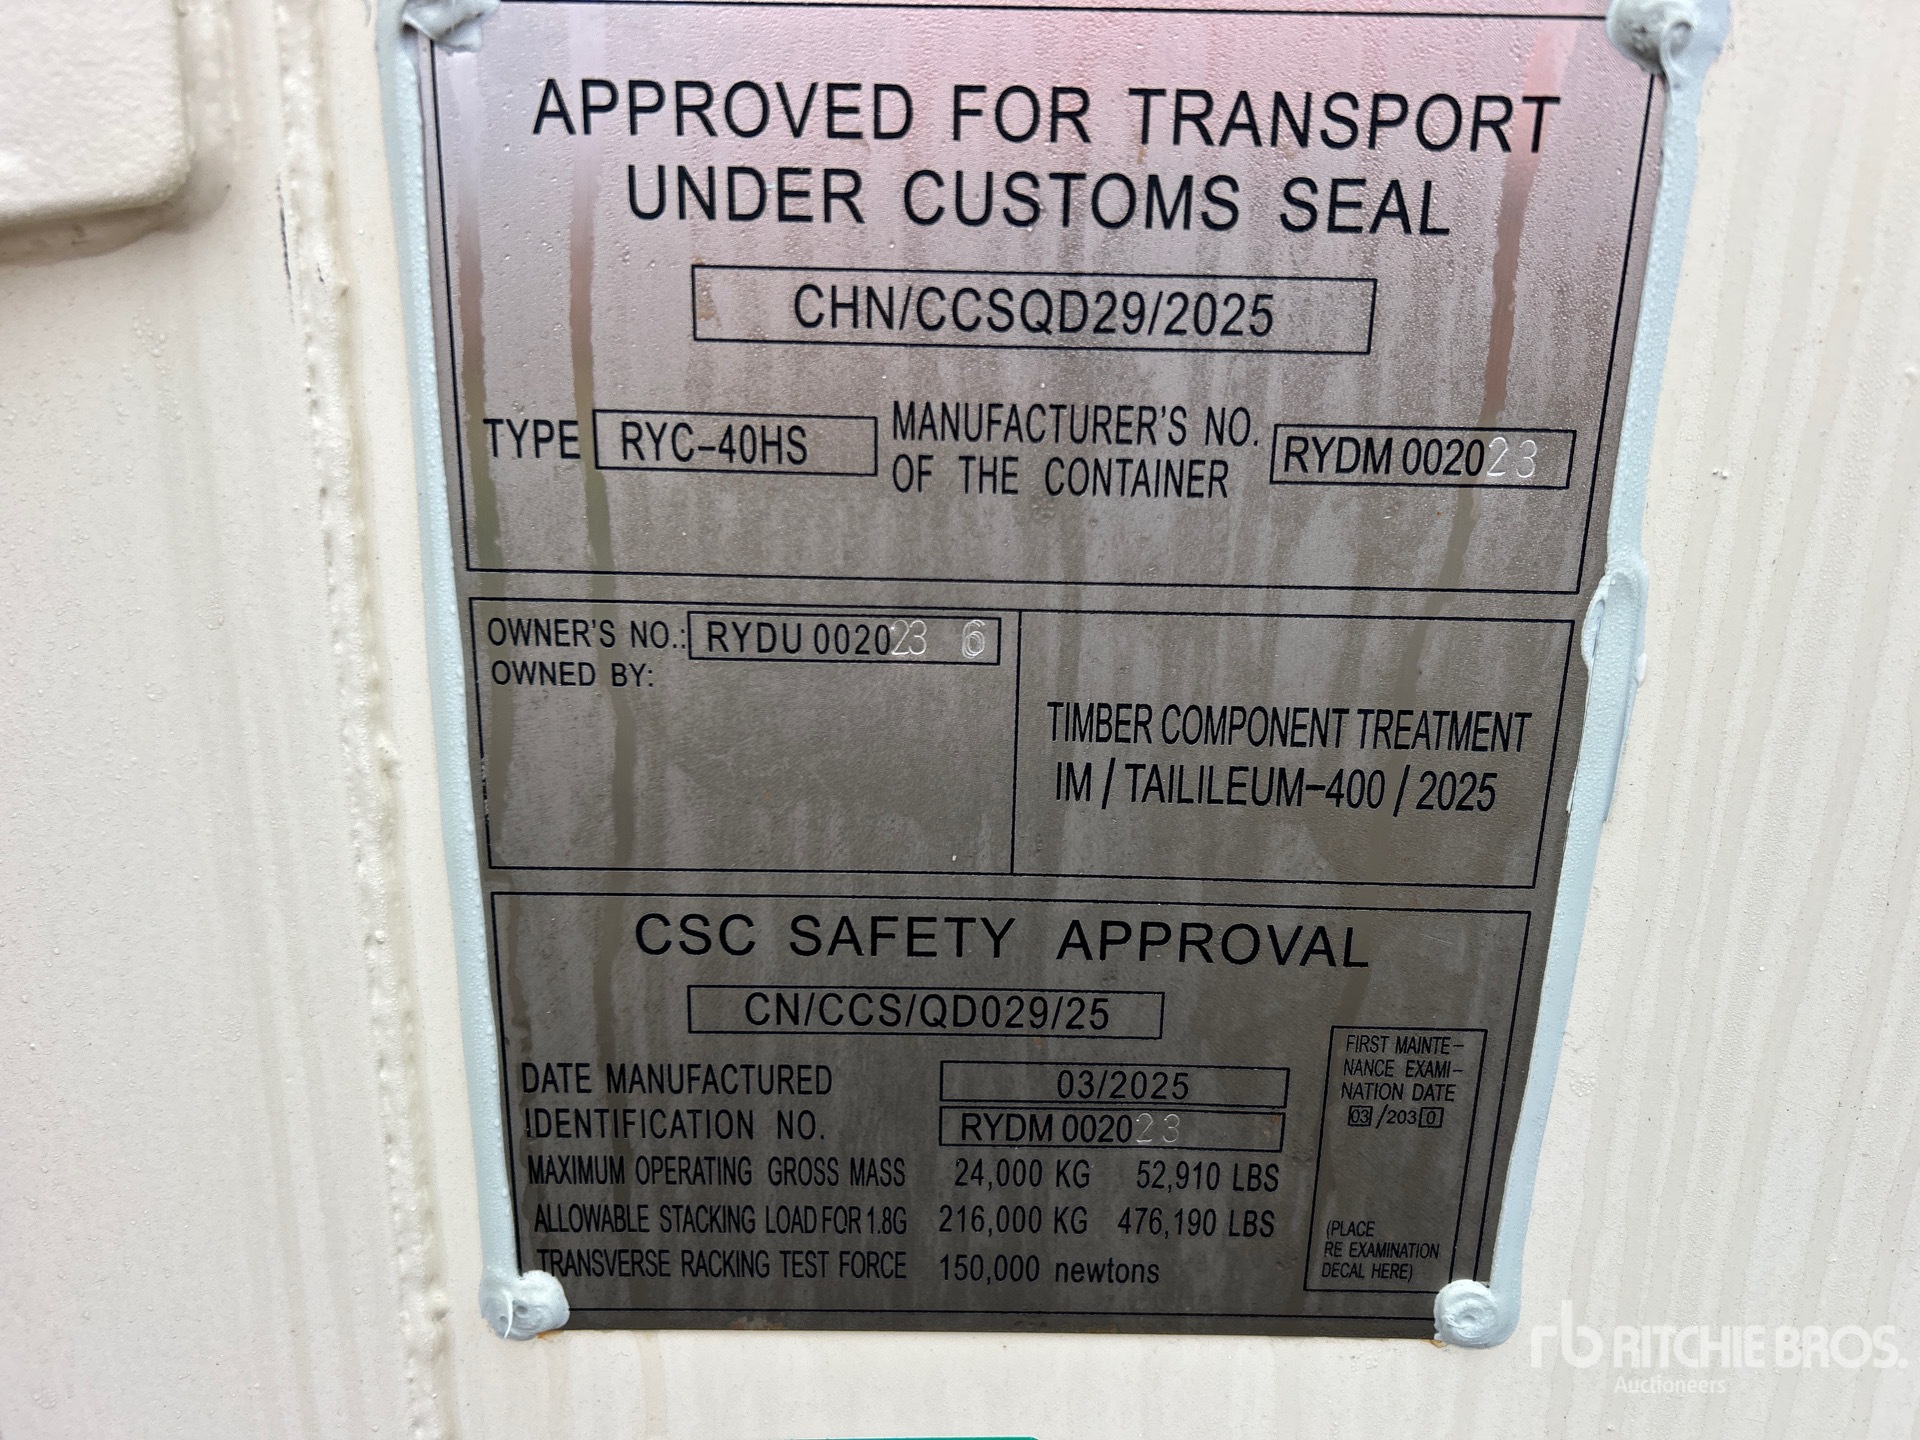 APPROVED FOR TRANSPORT
UNDER CUSTOMS SEAL
CHN/CCSQD29/2025
TYPE RYC-40HS MANUFACTURER'S NO. OF THE CONTAINER RYDM 002023
OWNER'S NO.: RYDU 002023 6
OWNED BY:
TIMBER COMPONENT TREATMENT
IM / TAILILEUM-400 / 2025
CSC SAFETY APPROVAL
CN/CCS/QD029/25
DATE MANUFACTURED 03/2025
IDENTIFICATION NO. RYDM 002023
MAXIMUM OPERATING GROSS MASS 24,000 KG 52,910 LBS
ALLOWABLE STACKING LOAD FOR 1.8G 216,000 KG 476,190 LBS
TRANSVERSE RACKING TEST FORCE 150,000 newtons
FIRST MAINTE-
NANCE EXAMI-
NATION DATE
03/2030
(PLACE
RE EXAMINATION
DECAL HERE)
rb RITCHIE BROS.
Auctioneers